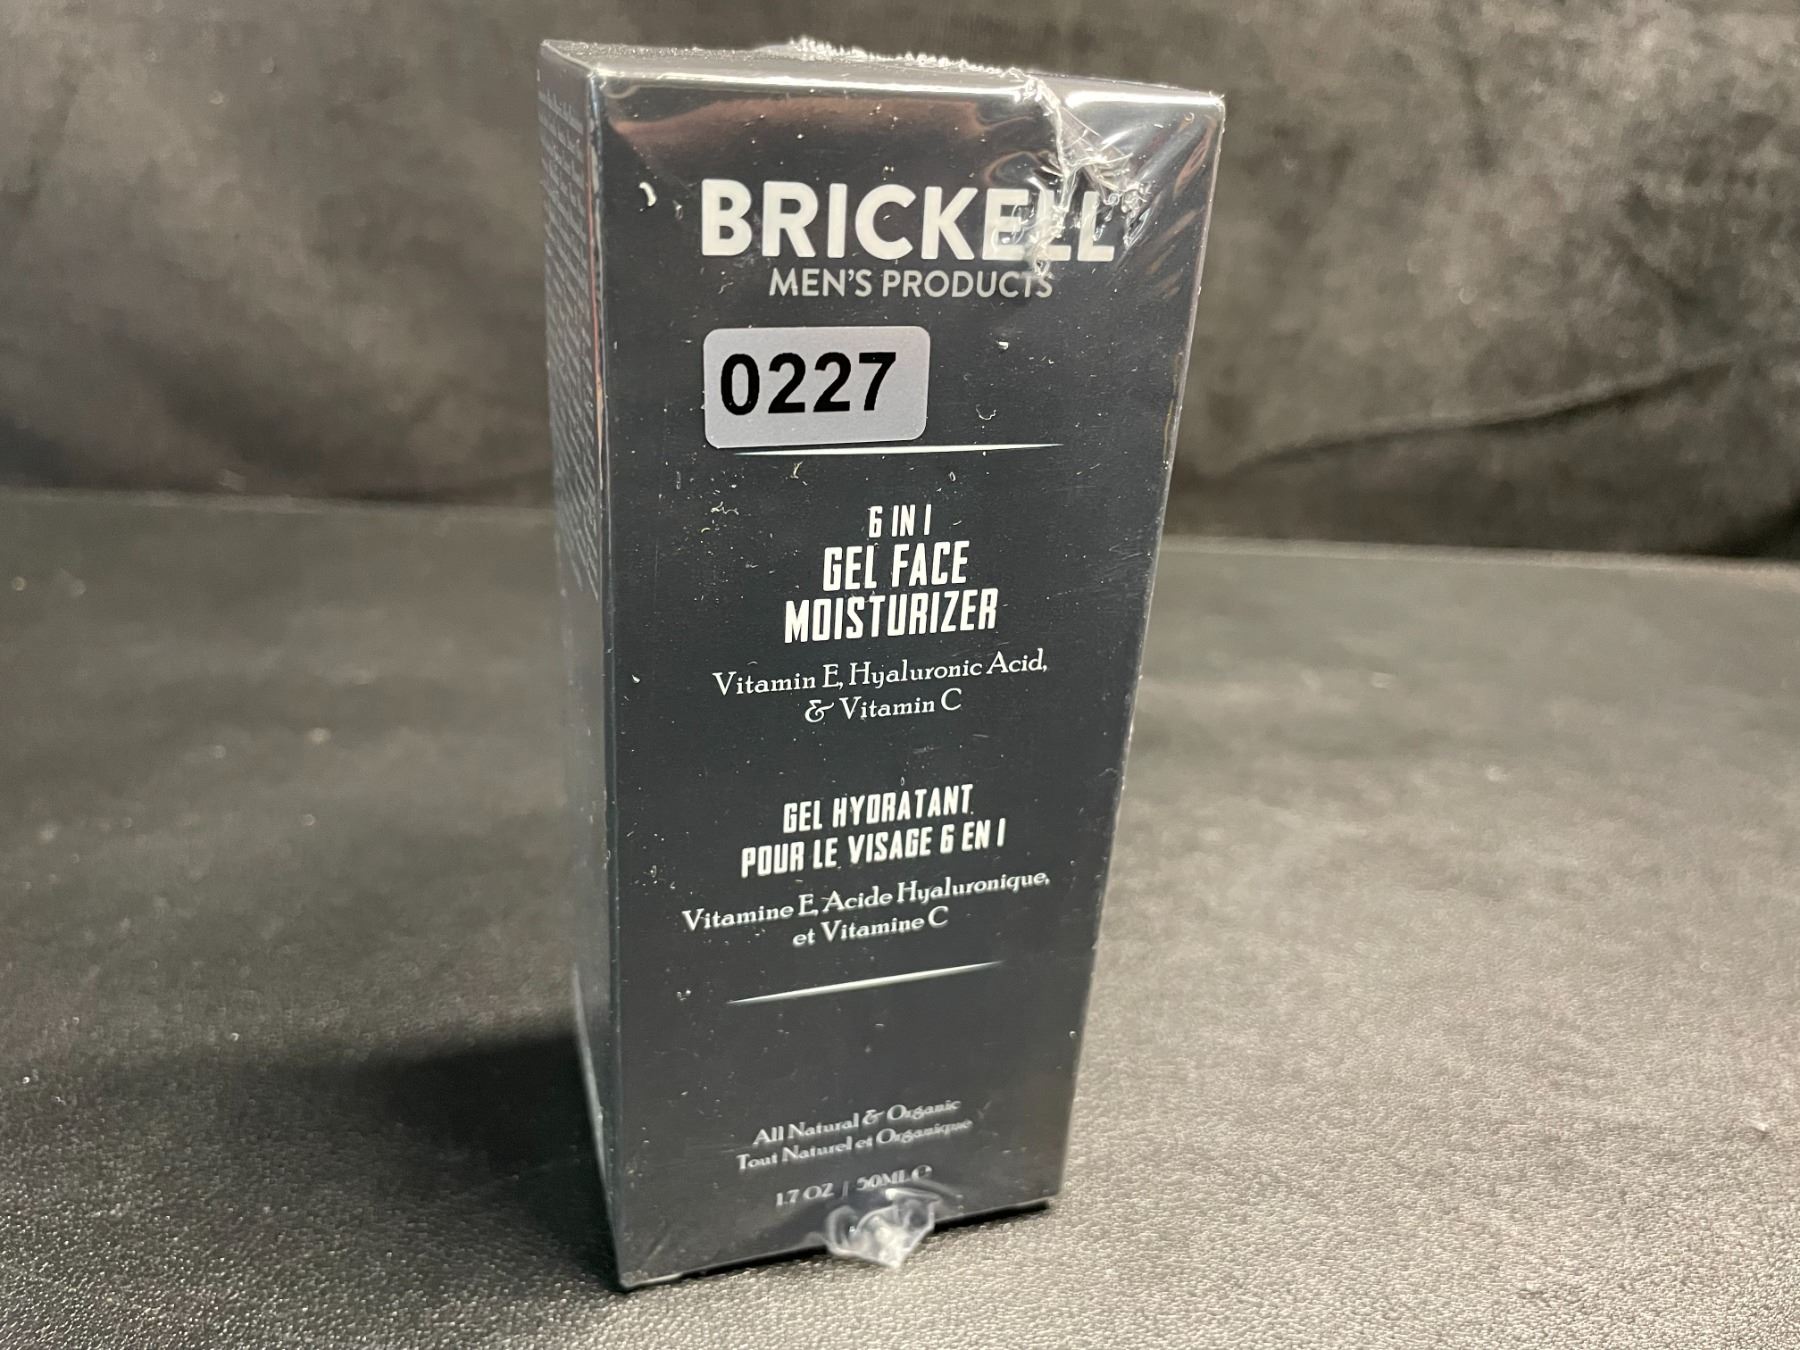 BRICKELL
MEN'S PRODUCTS
0227
6 IN 1
GEL FACE
MOISTURIZER
Vitamin E, Hyaluronic Acid,
& Vitamin C
GEL HYDRATANT
POUR LE VISAGE 6 EN 1
Vitamine E, Acide Hyaluronique,
et Vitamine C
All Natural & Organic
Tout Naturel et Organique
1.7 OZ | 50ML ℮